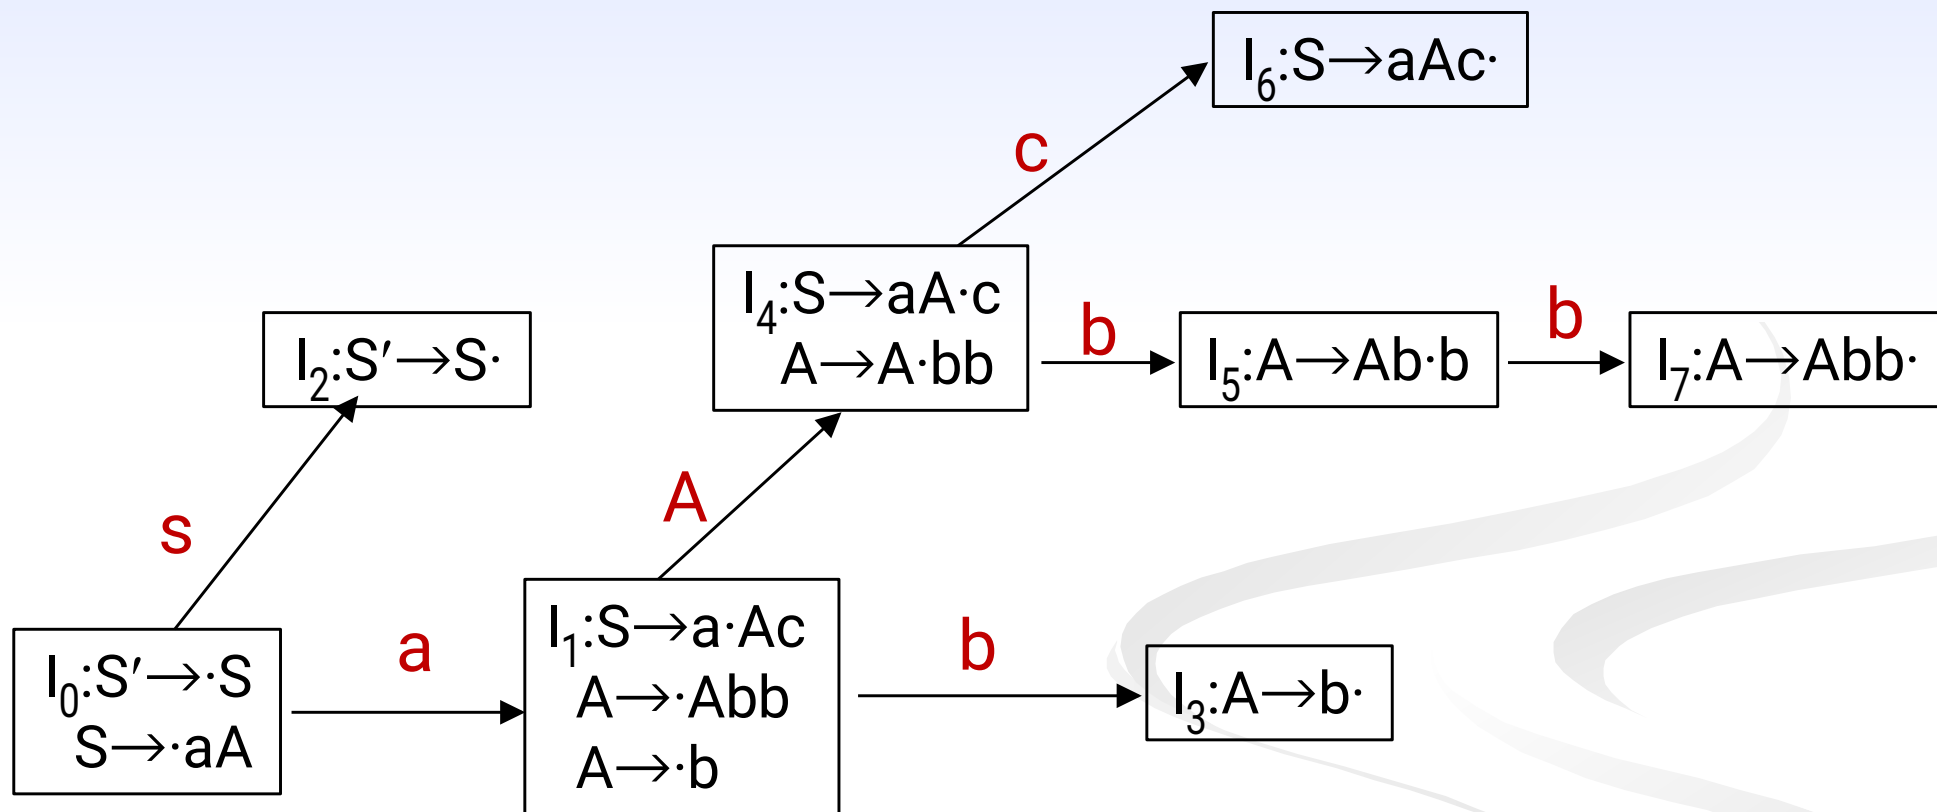 I₆:S→aAc·
c
I₄:S→aA·c
A→A·bb
b
b
I₂:S′→S·
I₅:A→Ab·b
I₇:A→Abb·
s
A
I₀:S′→·S
S→·aA
a
I₁:S→a·Ac
A→·Abb
A→·b
b
I₃:A→b·